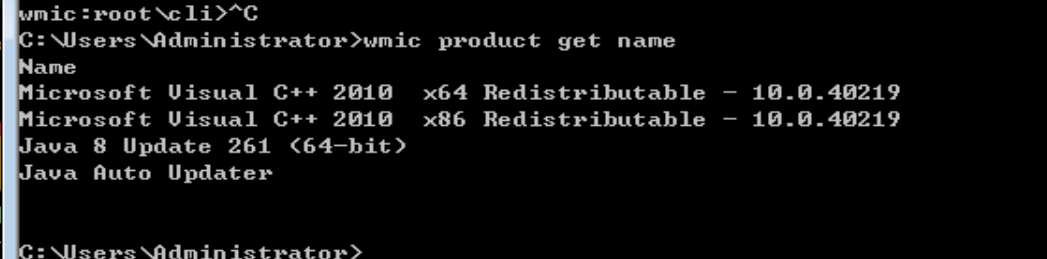 wmic:root\cli>^C
C:\Users\Administrator>wmic product get name
Name
Microsoft Visual C++ 2010  x64 Redistributable - 10.0.40219
Microsoft Visual C++ 2010  x86 Redistributable - 10.0.40219
Java 8 Update 261 (64-bit)
Java Auto Updater
C:\Users\Administrator>